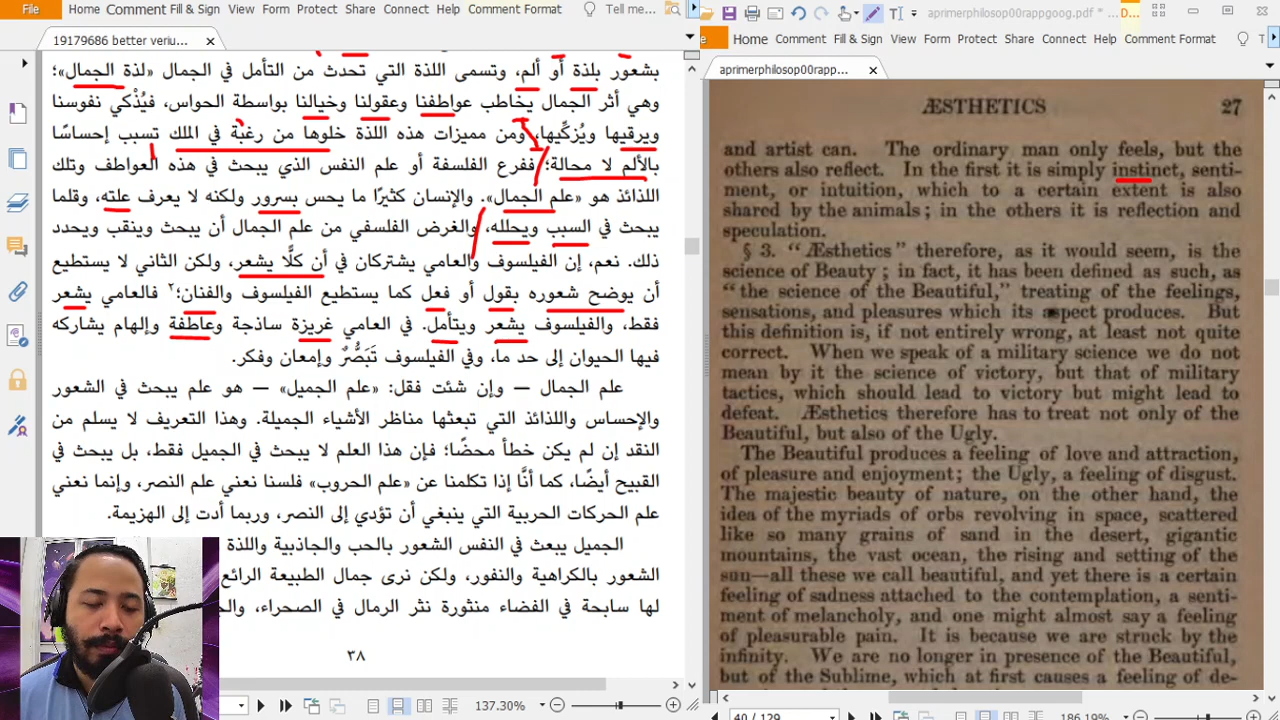 File
Home
Comment
Fill & Sign
View
Form
Protect
Share
Connect
Help
Comment Format
Tell me…
19179686 better veriu...
بشعور بلذة أو ألم، وتسمى اللذة التي تحدث من التأمل في الجمال «لذة الجمال»؛
وهي أثر الجمال يخاطب عواطفنا وعقولنا وخيالنا بواسطة الحواس، فيُذْكي نفوسنا
ويرقيها ويُزكِّيها، ومن مميزات هذه اللذة خلوها من رغبة في الملك تسبب إحساسًا
بالألم لا محالة؛ ففرع الفلسفة أو علم النفس الذي يبحث في هذه العواطف وتلك
اللذائذ هو «علم الجمال». والإنسان كثيرًا ما يحس بسرور ولكنه لا يعرف علته، وقلما
يبحث في السبب ويحلله، والغرض الفلسفي من علم الجمال أن يبحث وينقب ويحدد
ذلك. نعم، إن الفيلسوف والعامي يشتركان في أن كلًّا يشعر، ولكن الثاني لا يستطيع
أن يوضح شعوره بقول أو فعل كما يستطيع الفيلسوف والفنان؛٢ فالعامي يشعر
فقط، والفيلسوف يشعر ويتأمل. في العامي غريزة ساذجة وعاطفة وإلهام يشاركه
فيها الحيوان إلى حد ما، وفي الفيلسوف تَبَصُّرٌ وإمعان وفكر.
علم الجمال — وإن شئت فقل: «علم الجميل» — هو علم يبحث في الشعور
والإحساس واللذائذ التي تبعثها مناظر الأشياء الجميلة. وهذا التعريف لا يسلم من
النقد إن لم يكن خطأ محضًا؛ فإن هذا العلم لا يبحث في الجميل فقط، بل يبحث في
القبيح أيضًا، كما أنَّا إذا تكلمنا عن «علم الحروب» فلسنا نعني علم النصر، وإنما نعني
علم الحركات الحربية التي ينبغي أن تؤدي إلى النصر، وربما أدت إلى الهزيمة.
الجميل يبعث في النفس الشعور بالحب والجاذبية واللذة
الشعور بالكراهية والنفور، ولكن نرى جمال الطبيعة الرائع
لها سابحة في الفضاء منثورة نثر الرمال في الصحراء،
٣٨
137.30%
aprimerphilosop00rappgoog.pdf *
D...
Home
Comment
Fill & Sign
View
Form
Protect
Share
Connect
Help
Comment Format
aprimerphilosop00rapp...
ÆSTHETICS 27
and artist can. The ordinary man only feels, but the
others also reflect. In the first it is simply instinct, senti-
ment, or intuition, which to a certain extent is also
shared by the animals; in the others it is reflection and
speculation.
§ 3. "Æsthetics" therefore, as it would seem, is the
science of Beauty; in fact, it has been defined as such, as
"the science of the Beautiful," treating of the feelings,
sensations, and pleasures which its aspect produces. But
this definition is, if not entirely wrong, at least not quite
correct. When we speak of a military science we do not
mean by it the science of victory, but that of military
tactics, which should lead to victory but might lead to
defeat. Æsthetics therefore has to treat not only of the
Beautiful, but also of the Ugly.
The Beautiful produces a feeling of love and attraction,
of pleasure and enjoyment; the Ugly, a feeling of disgust.
The majestic beauty of nature, on the other hand, the
idea of the myriads of orbs revolving in space, scattered
like so many grains of sand in the desert, gigantic
mountains, the vast ocean, the rising and setting of the
sun—all these we call beautiful, and yet there is a certain
feeling of sadness attached to the contemplation, a senti-
ment of melancholy, and one might almost say a feeling
of pleasurable pain. It is because we are struck by the
infinity. We are no longer in presence of the Beautiful,
but of the Sublime, which at first causes a feeling of de-
40 / 129
186.19%